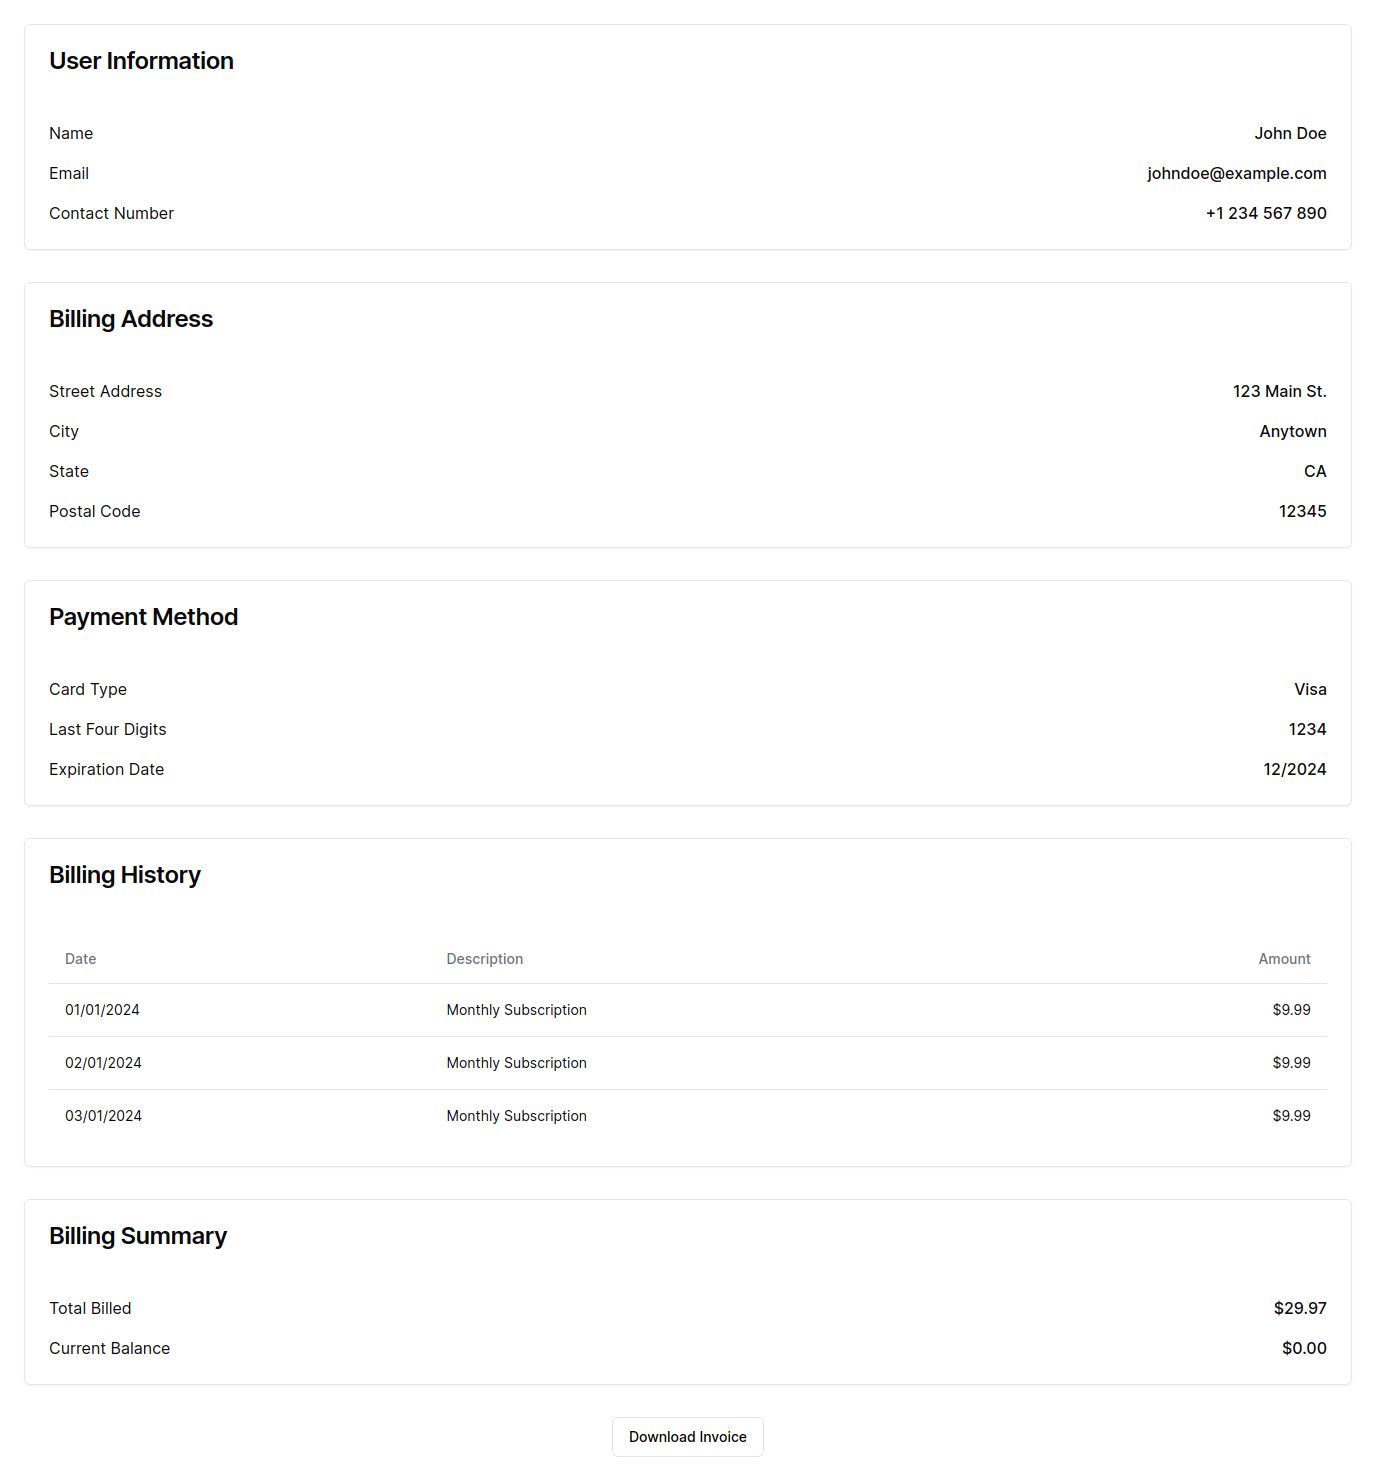 User Information
Name John Doe
Email johndoe@example.com
Contact Number +1 234 567 890
Billing Address
Street Address 123 Main St.
City Anytown
State CA
Postal Code 12345
Payment Method
Card Type Visa
Last Four Digits 1234
Expiration Date 12/2024
Billing History
Date Description Amount
01/01/2024 Monthly Subscription $9.99
02/01/2024 Monthly Subscription $9.99
03/01/2024 Monthly Subscription $9.99
Billing Summary
Total Billed $29.97
Current Balance $0.00
Download Invoice